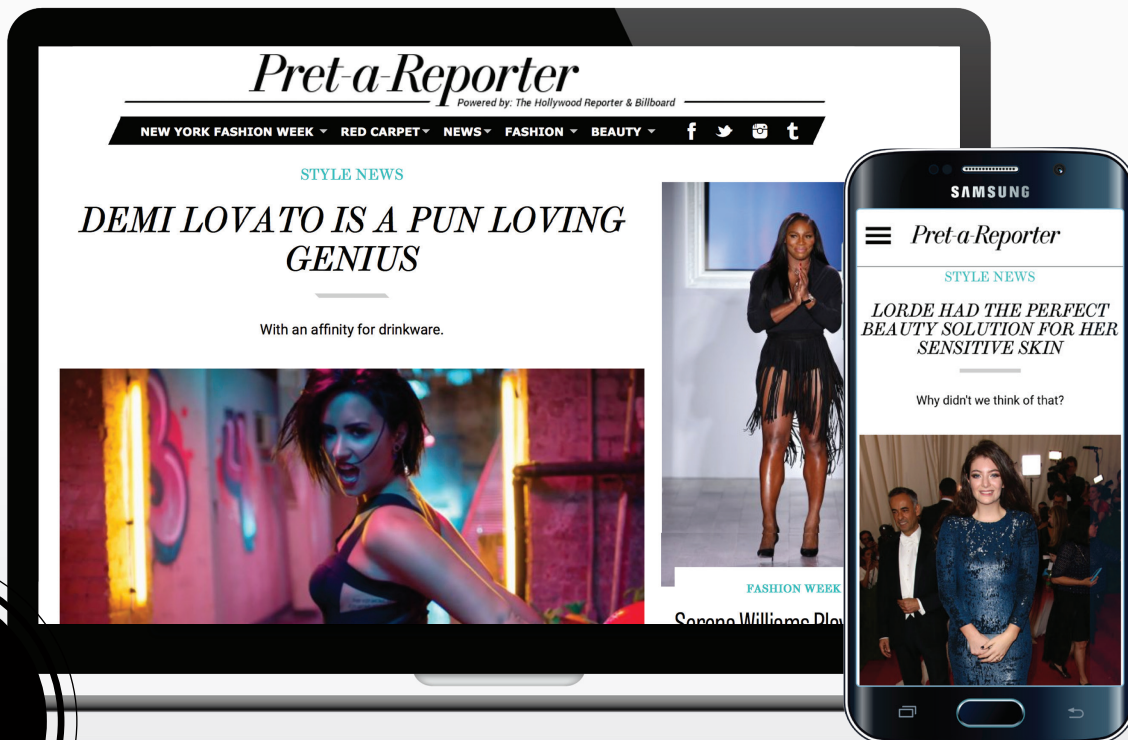 Pret-a-Reporter
Powered by: The Hollywood Reporter & Billboard
NEW YORK FASHION WEEK RED CARPET NEWS FASHION BEAUTY f t
STYLE NEWS
DEMI LOVATO IS A PUN LOVING
GENIUS
With an affinity for drinkware.
FASHION WEEK
Serena Williams
SAMSUNG
Pret-a-Reporter
STYLE NEWS
LORDE HAD THE PERFECT
BEAUTY SOLUTION FOR HER
SENSITIVE SKIN
Why didn't we think of that?